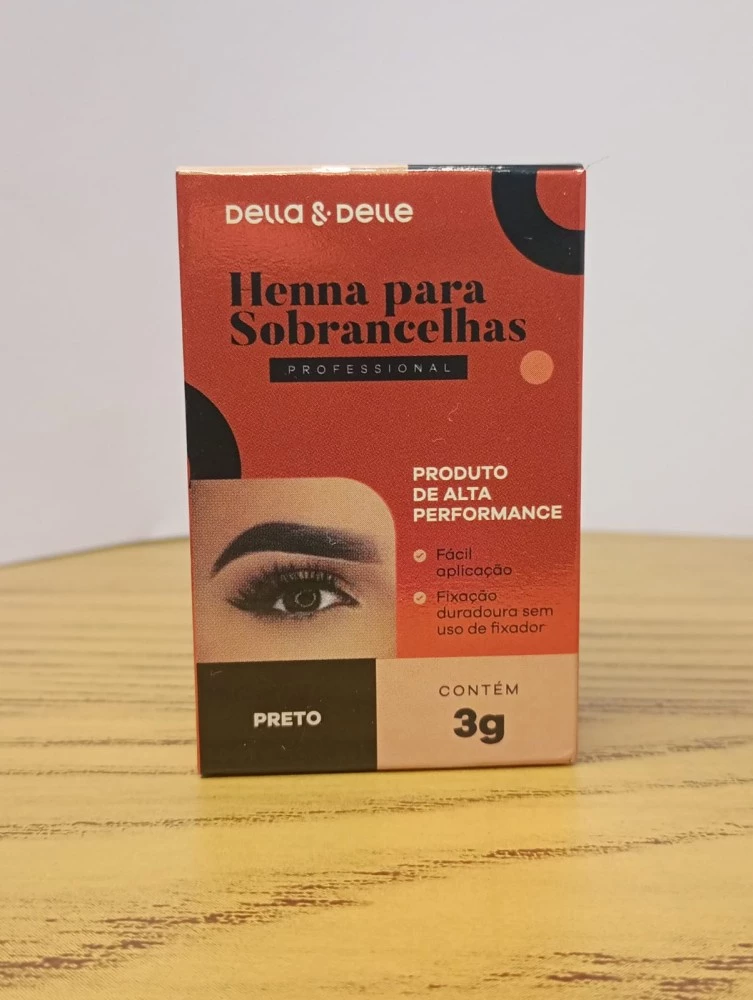 Della & Delle
Henna para
Sobrancelhas
PROFESSIONAL
PRODUTO
DE ALTA
PERFORMANCE
Fácil
aplicação
Fixação
duradoura sem
uso de fixador
PRETO
CONTÉM
3g